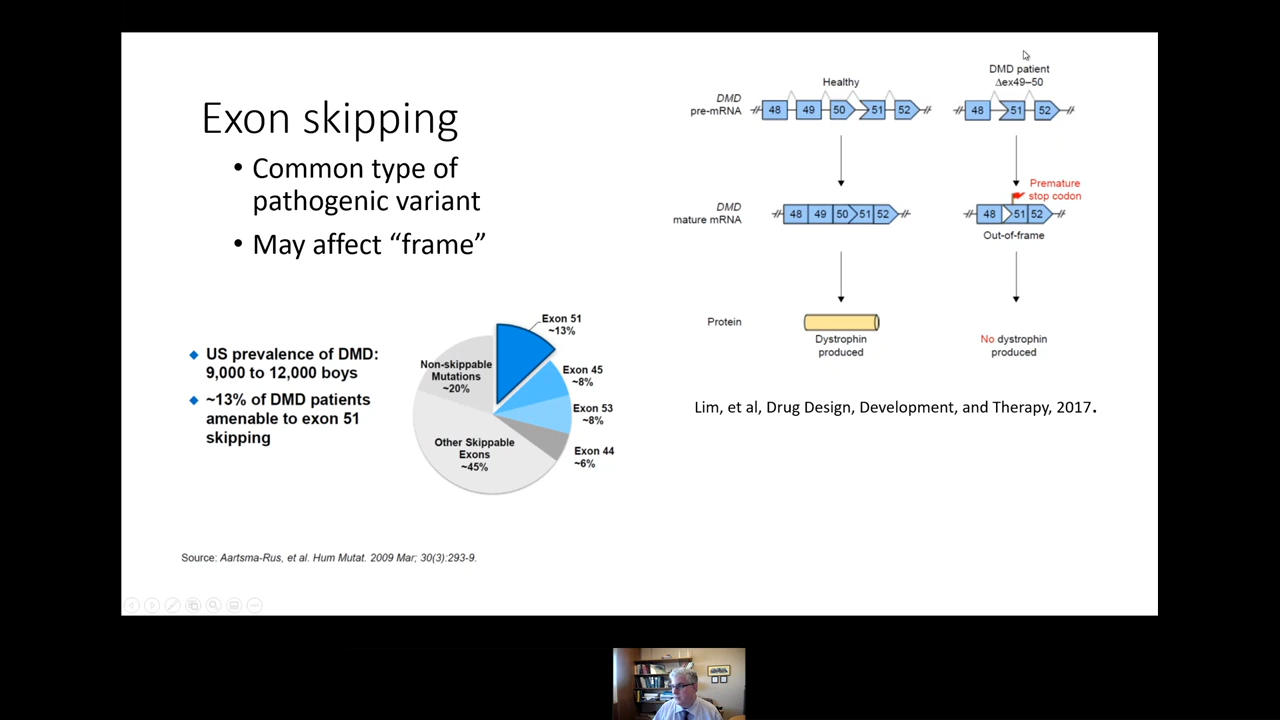 Exon skipping
• Common type of
pathogenic variant
• May affect “frame”
US prevalence of DMD:
9,000 to 12,000 boys
~13% of DMD patients
amenable to exon 51
skipping
Exon 51
~13%
Exon 45
~8%
Exon 53
~8%
Exon 44
~6%
Other Skippable
Exons
~45%
Non-skippable
Mutations
~20%
Source: Aartsma-Rus, et al. Hum Mutat. 2009 Mar; 30(3):293-9.
Healthy
DMD patient
Δex49–50
DMD
pre-mRNA
48 49 50 51 52
48 51 52
Premature
stop codon
DMD
mature mRNA
48 49 50 51 52
48 51 52
Out-of-frame
Protein
Dystrophin
produced
No dystrophin
produced
Lim, et al, Drug Design, Development, and Therapy, 2017.